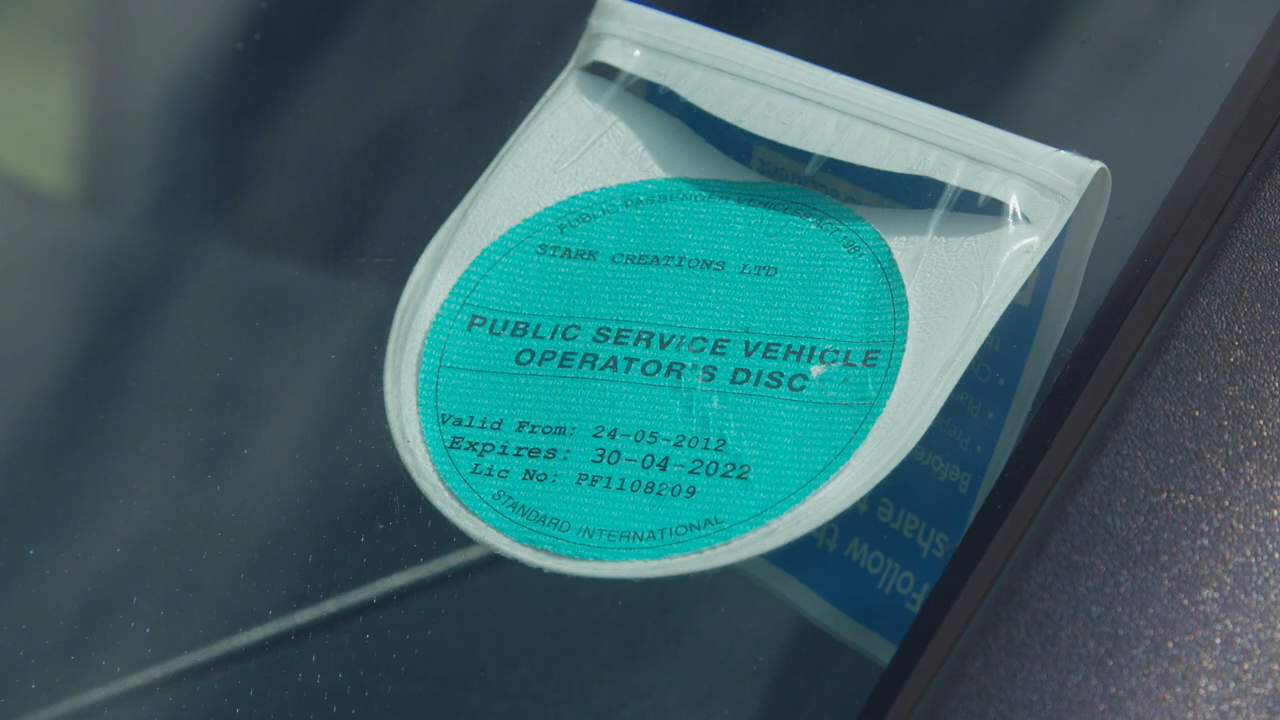 PUBLIC PASSENGER VEHICLES ACT 1981
STARK CREATIONS LTD
PUBLIC SERVICE VEHICLE
OPERATOR'S DISC
Valid From: 24-05-2012
Expires: 30-04-2022
Lic No: PF1108209
STANDARD INTERNATIONAL
Before
share
Follow